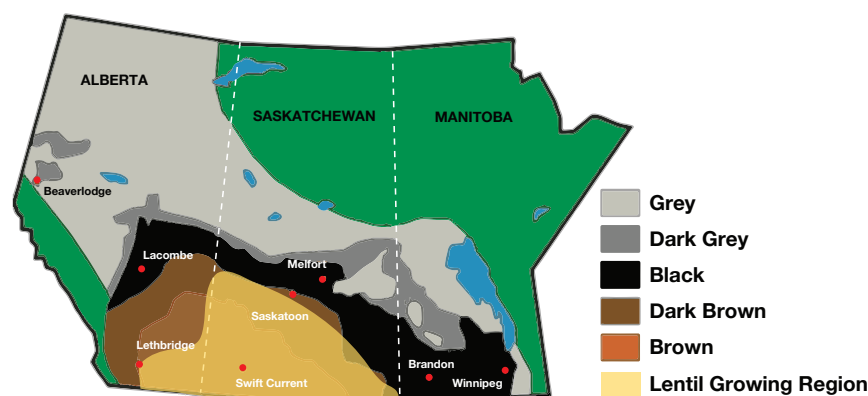 ALBERTA
SASKATCHEWAN
MANITOBA
Beaverlodge
Lacombe
Melfort
Saskatoon
Lethbridge
Swift Current
Brandon
Winnipeg
Grey
Dark Grey
Black
Dark Brown
Brown
Lentil Growing Region